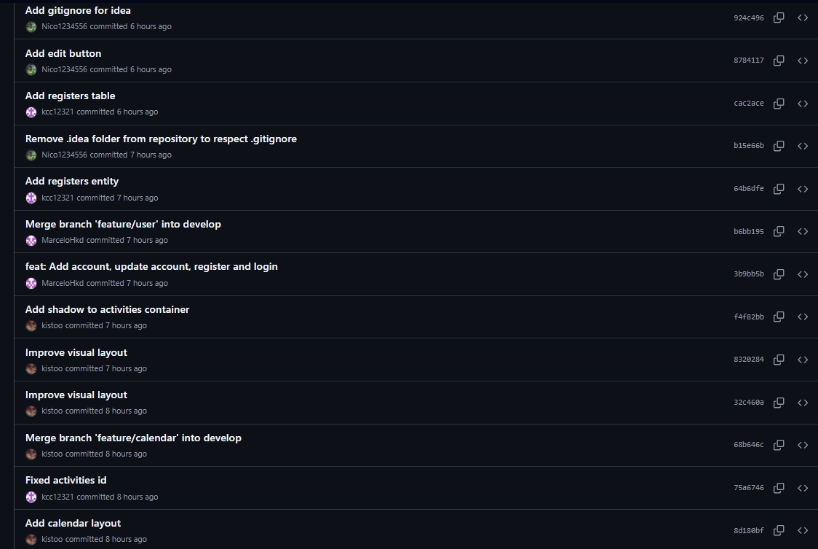 Add gitignore for idea
Nico1234556 committed 6 hours ago
924c496
Add edit button
Nico1234556 committed 6 hours ago
8784117
Add registers table
kcc12321 committed 6 hours ago
cac2ace
Remove .idea folder from repository to respect .gitignore
Nico1234556 committed 7 hours ago
b15e66b
Add registers entity
kcc12321 committed 7 hours ago
64b6dfe
Merge branch 'feature/user' into develop
MarceloHkd committed 7 hours ago
b6bb195
feat: Add account, update account, register and login
MarceloHkd committed 7 hours ago
3b9bb5b
Add shadow to activities container
kistoo committed 7 hours ago
f4f82bb
Improve visual layout
kistoo committed 7 hours ago
8320284
Improve visual layout
kistoo committed 8 hours ago
32c460a
Merge branch 'feature/calendar' into develop
kistoo committed 8 hours ago
68b646c
Fixed activities id
kcc12321 committed 8 hours ago
75a6746
Add calendar layout
kistoo committed 8 hours ago
8d180bf